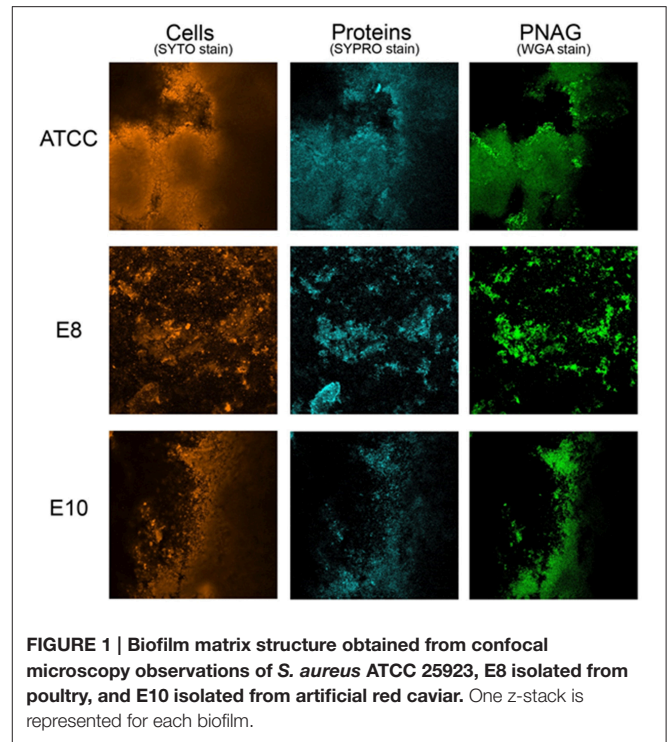 Cells Proteins PNAG
(SYTO stain) (SYPRO stain) (WGA stain)
ATCC
E8
E10
FIGURE 1 | Biofilm matrix structure obtained from confocal
microscopy observations of S. aureus ATCC 25923, E8 isolated from
poultry, and E10 isolated from artificial red caviar. One z-stack is
represented for each biofilm.